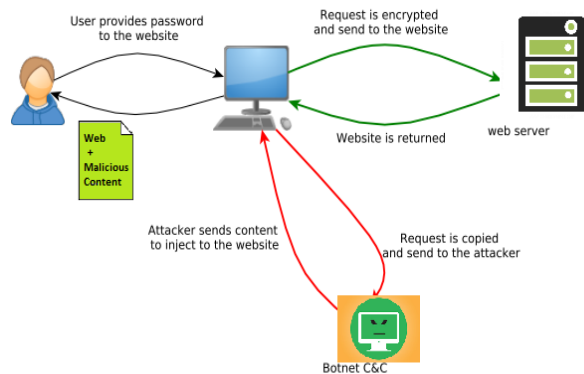 User provides password
to the website
Request is encrypted
and send to the website
Website is returned
web server
Web
+
Malicious
Content
Attacker sends content
to inject to the website
Request is copied
and send to the attacker
Botnet C&C